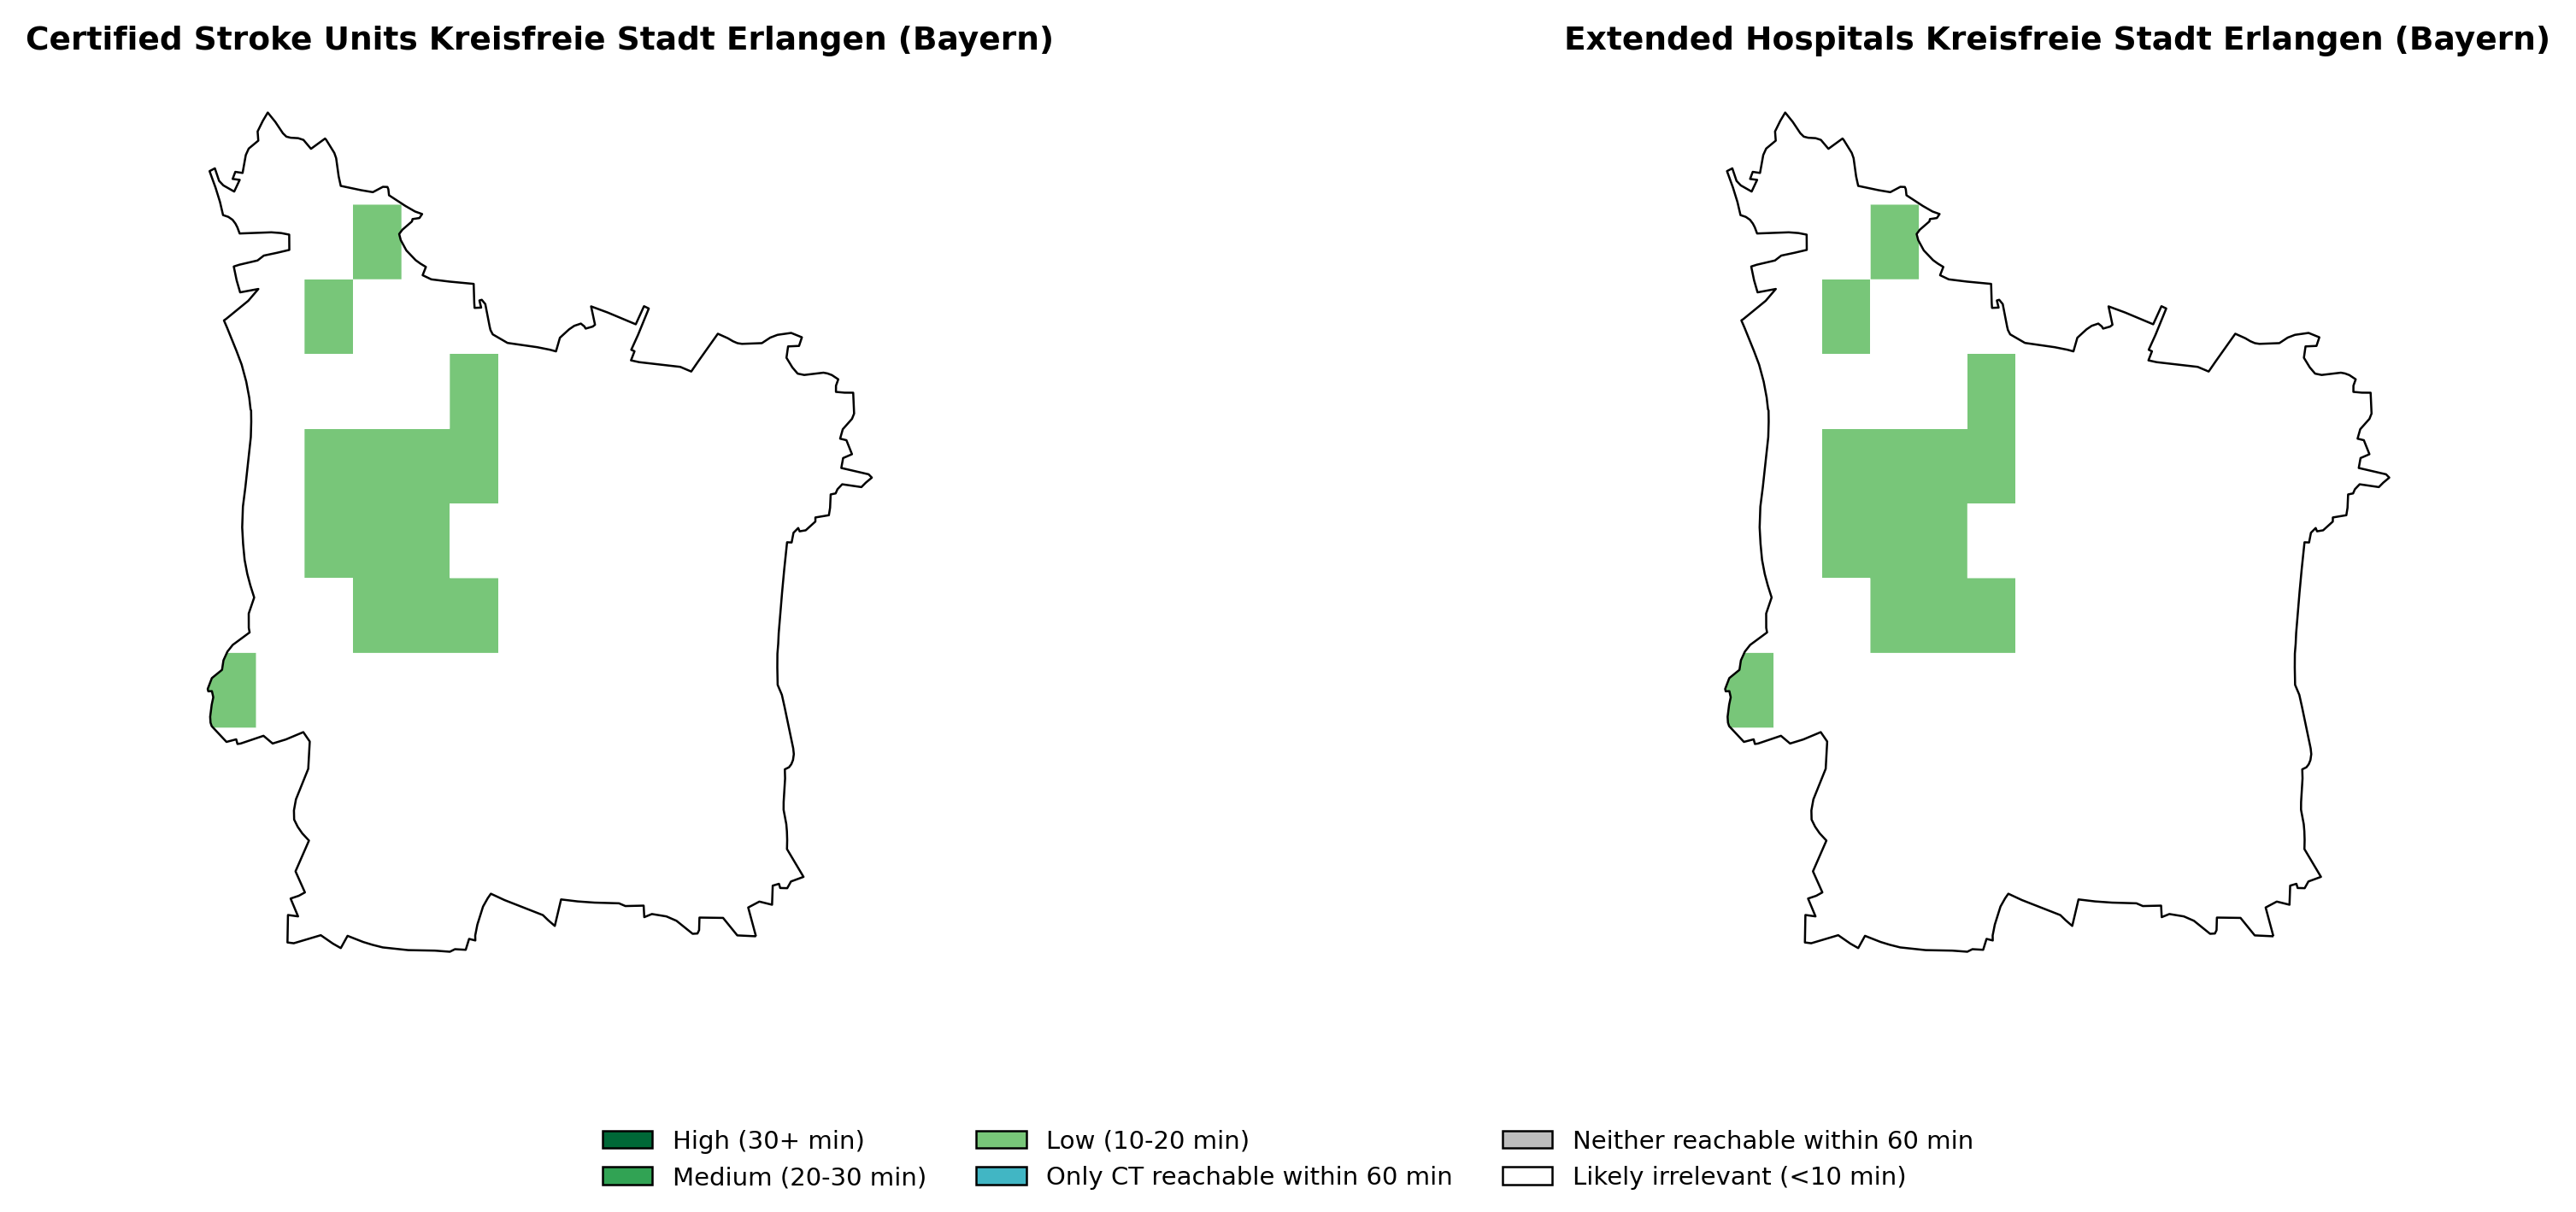 Certified Stroke Units Kreisfreie Stadt Erlangen (Bayern)
Extended Hospitals Kreisfreie Stadt Erlangen (Bayern)
High (30+ min)
Medium (20-30 min)
Low (10-20 min)
Only CT reachable within 60 min
Neither reachable within 60 min
Likely irrelevant (<10 min)